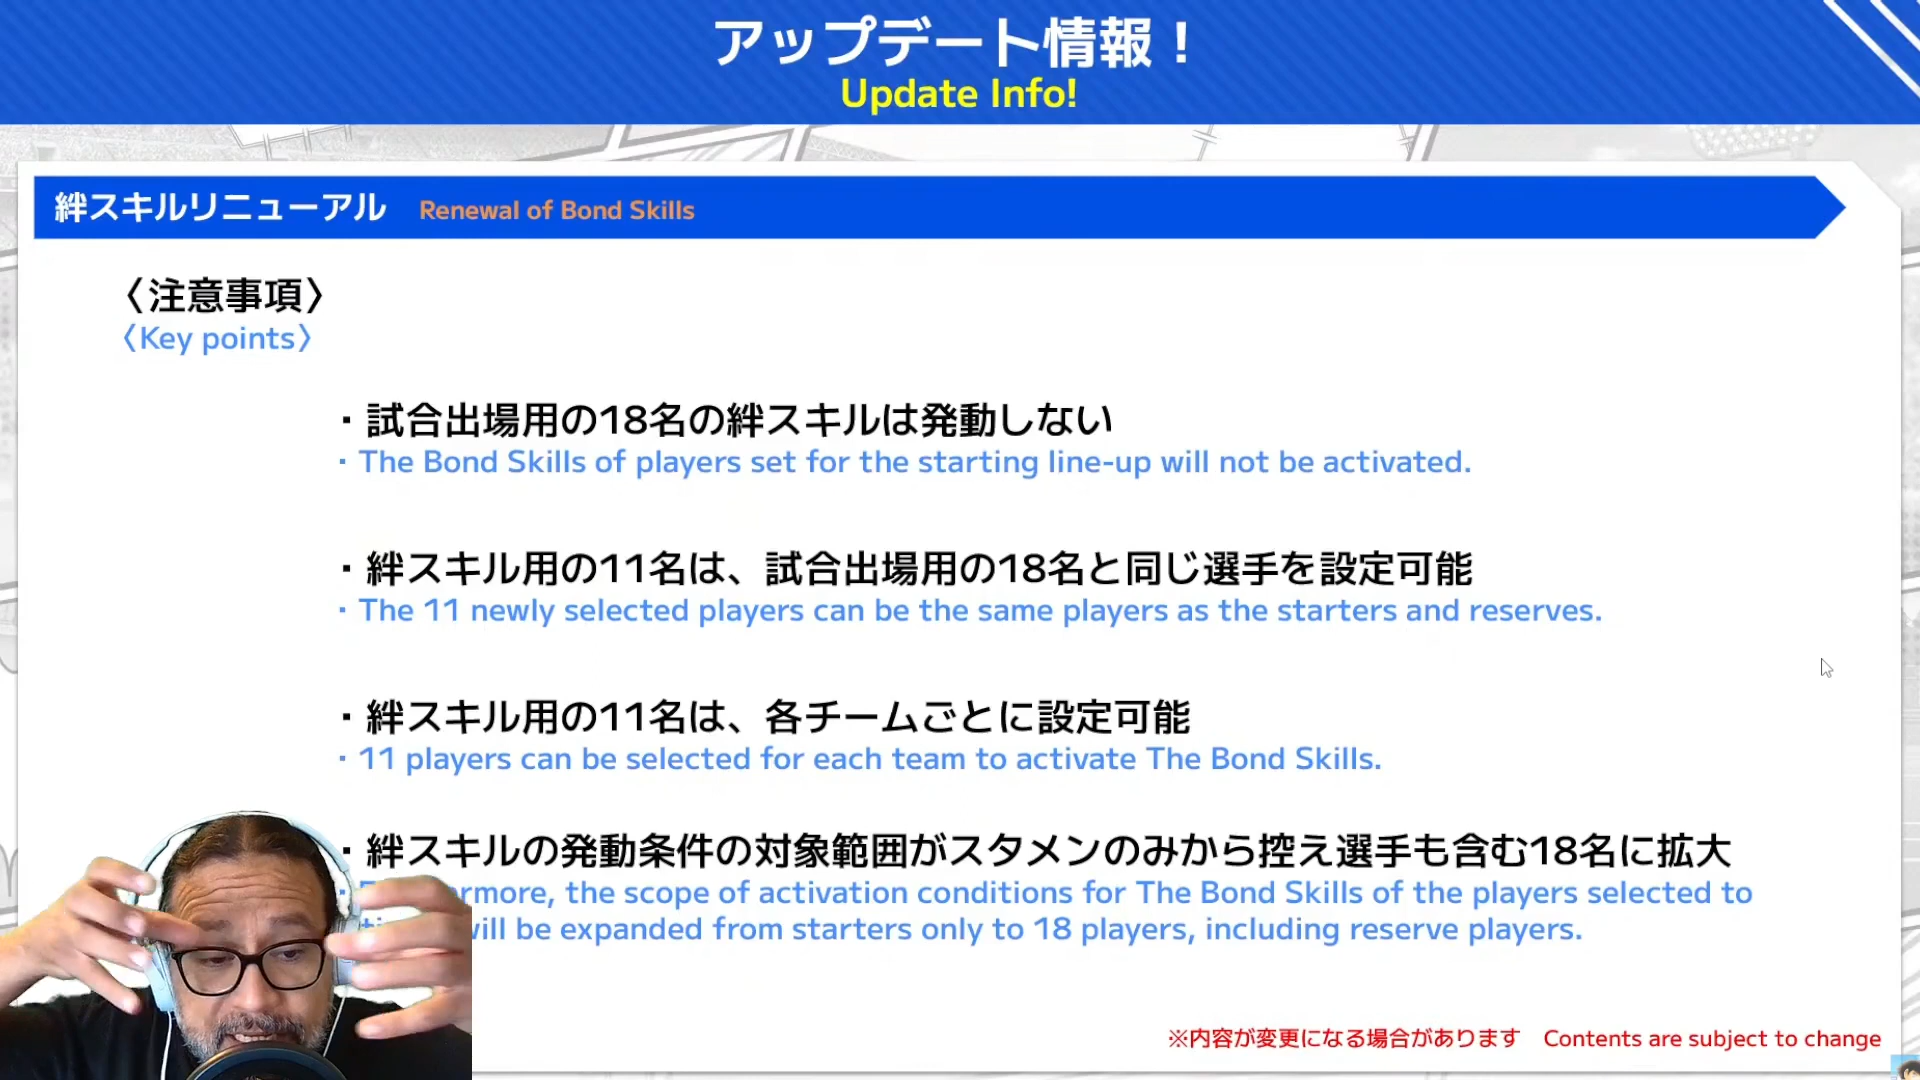 アップデート情報！
Update Info!
絆スキルリニューアル Renewal of Bond Skills
〈注意事項〉
〈Key points〉
・試合出場用の18名の絆スキルは発動しない
・The Bond Skills of players set for the starting line-up will not be activated.
・絆スキル用の11名は、試合出場用の18名と同じ選手を設定可能
・The 11 newly selected players can be the same players as the starters and reserves.
・絆スキル用の11名は、各チームごとに設定可能
・11 players can be selected for each team to activate The Bond Skills.
・絆スキルの発動条件の対象範囲がスタメンのみから控え選手も含む18名に拡大
the scope of activation conditions for The Bond Skills of the players selected to
will be expanded from starters only to 18 players, including reserve players.
※内容が変更になる場合があります Contents are subject to change